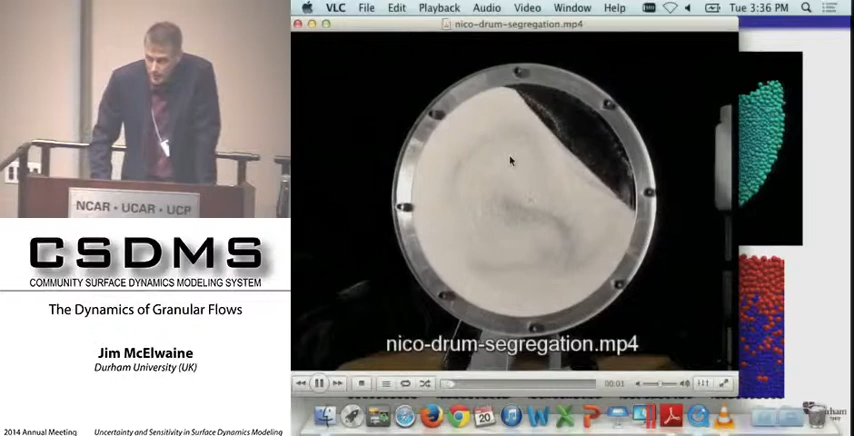 VLC File Edit Playback Audio Video Window Help Tue 3:36 PM
nico-drum-segregation.mp4
NCAR • UCAR • UCP
CSDMS
COMMUNITY SURFACE DYNAMICS MODELING SYSTEM
The Dynamics of Granular Flows
Jim McElwaine
Durham University (UK)
nico-drum-segregation.mp4
00:01
20
2014 Annual Meeting Uncertainty and Sensitivity in Surface Dynamics Modeling